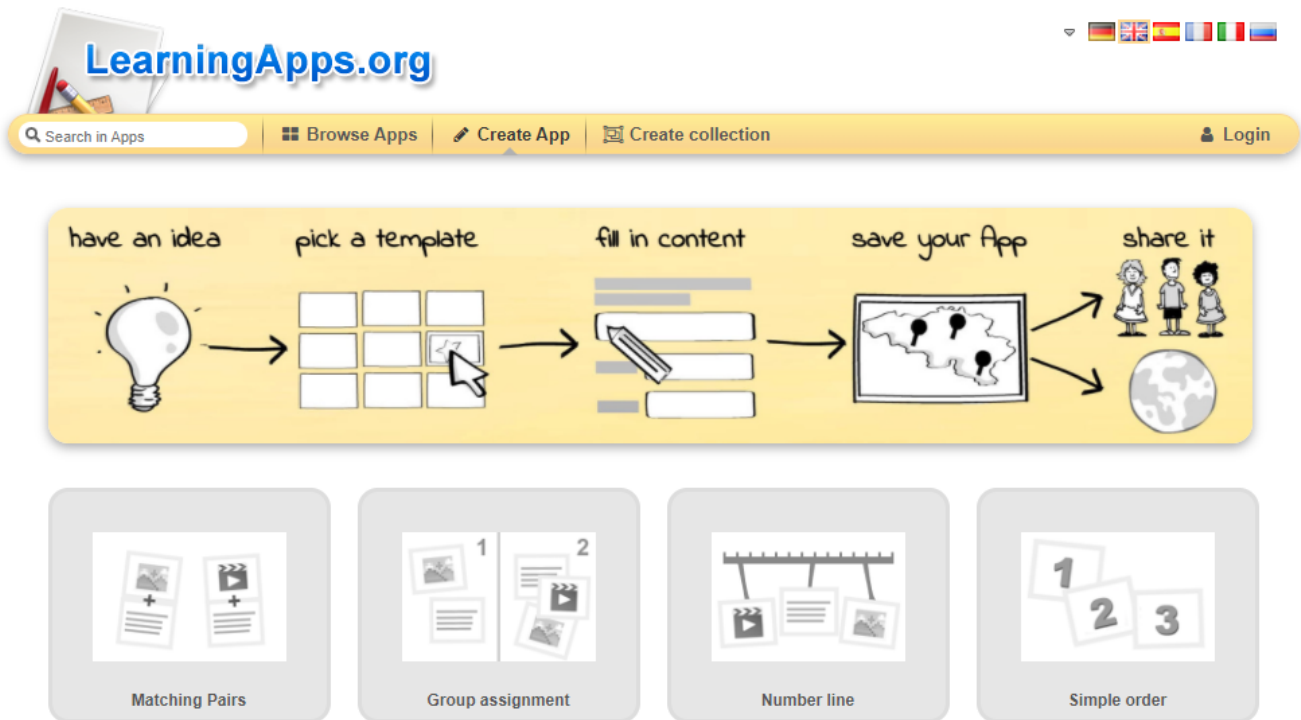 LearningApps.org
Search in Apps
Browse Apps
Create App
Create collection
Login
have an idea
pick a template
fill in content
save your App
share it
1
2
1
2
3
Matching Pairs
Group assignment
Number line
Simple order